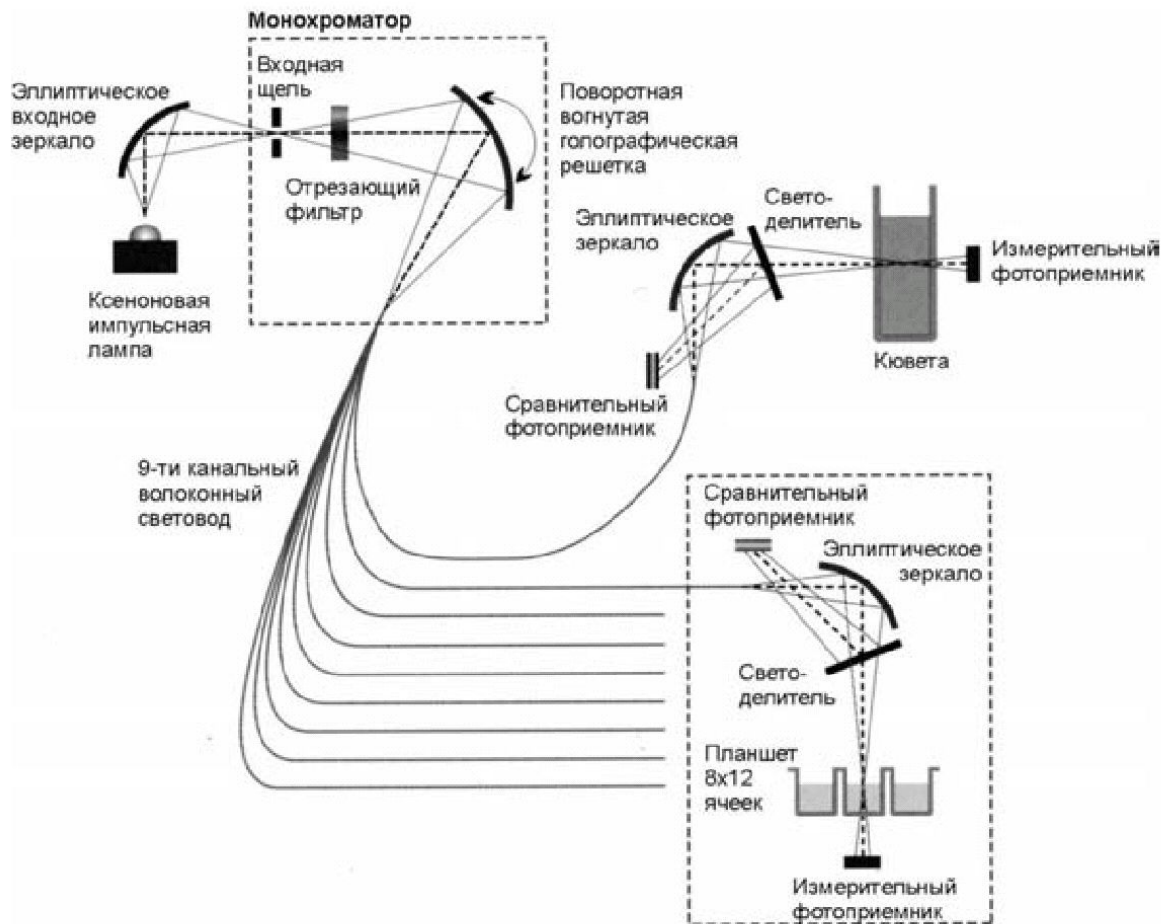 Монохроматор
Входная
щель
Эллиптическое
входное
зеркало
Поворотная
вогнутая
голографическая
решетка
Отрезающий
фильтр
Ксеноновая
импульсная
лампа
Эллиптическое
зеркало
Свето-
делитель
Измерительный
фотоприемник
Кювета
Сравнительный
фотоприемник
9-ти канальный
волоконный
световод
Сравнительный
фотоприемник
Эллиптическое
зеркало
Свето-
делитель
Планшет
8x12
ячеек
Измерительный
фотоприемник